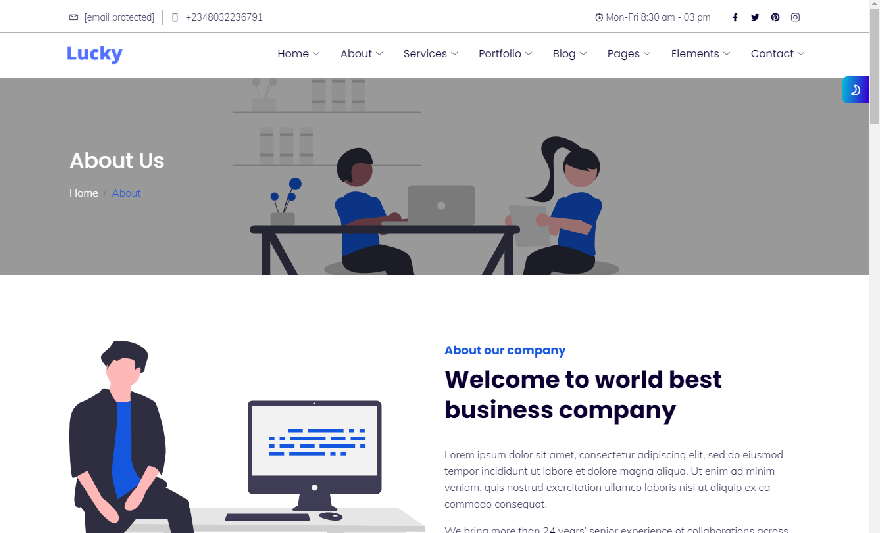 [email protected] +2348032236791 Mon-Fri 8:30 am - 03 pm
Lucky Home About Services Portfolio Blog Pages Elements Contact
About Us
Home / About
About our company
Welcome to world best
business company
Lorem ipsum dolor sit amet, consectetur adipiscing elit, sed do eiusmod
tempor incididunt ut labore et dolore magna aliqua. Ut enim ad minim
veniam, quis nostrud exercitation ullamco laboris nisi ut aliquip ex ea
commodo consequat.
We bring more than 24 years' senior experience of collaborations across